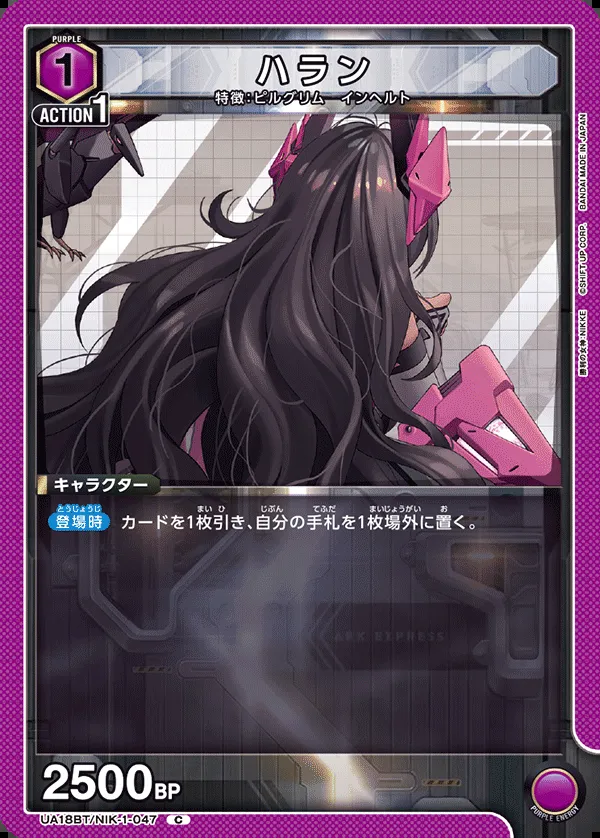 PURPLE
1
ACTION 1
ハラン
特徴：ピルグリム インヘルト
BANDAI MADE IN JAPAN
©SHIFT UP CORP.
勝利の女神：NIKKE
キャラクター
とうじょうじ まいひ じぶん てふだ まいじょうがい お
登場時 カードを1枚引き、自分の手札を1枚場外に置く。
APK EXPRESS
2500BP
UA18BT/NIK-1-047 C
PURPLE ENERGY